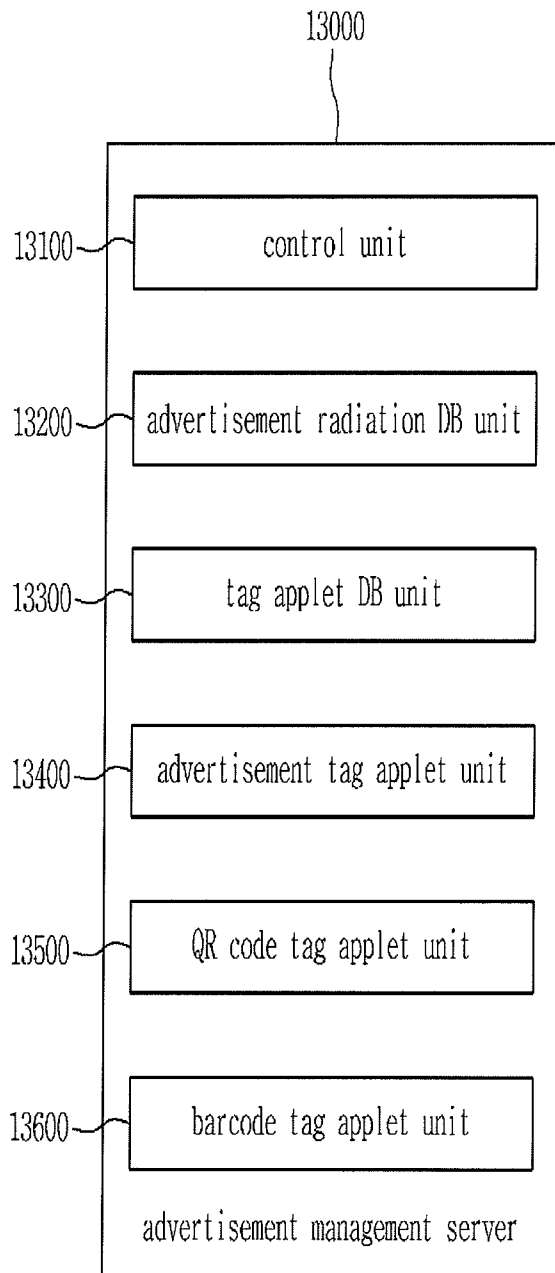 13000
13100
control unit
13200
advertisement radiation DB unit
13300
tag applet DB unit
13400
advertisement tag applet unit
13500
QR code tag applet unit
13600
barcode tag applet unit
advertisement management server